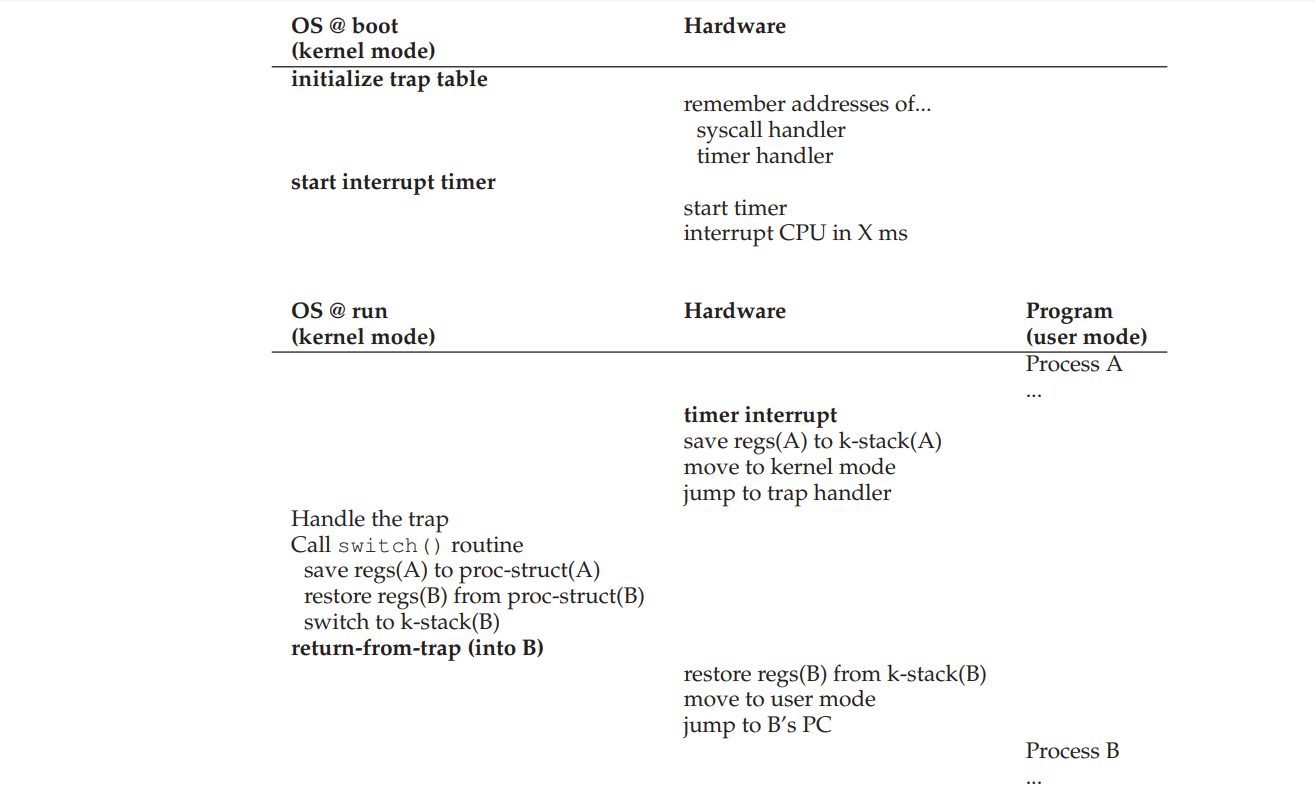 OS @ boot Hardware
(kernel mode)
initialize trap table
remember addresses of...
syscall handler
timer handler
start interrupt timer
start timer
interrupt CPU in X ms
OS @ run Hardware Program
(kernel mode) (user mode)
Process A
...
timer interrupt
save regs(A) to k-stack(A)
move to kernel mode
jump to trap handler
Handle the trap
Call switch() routine
save regs(A) to proc-struct(A)
restore regs(B) from proc-struct(B)
switch to k-stack(B)
return-from-trap (into B)
restore regs(B) from k-stack(B)
move to user mode
jump to B's PC
Process B
...